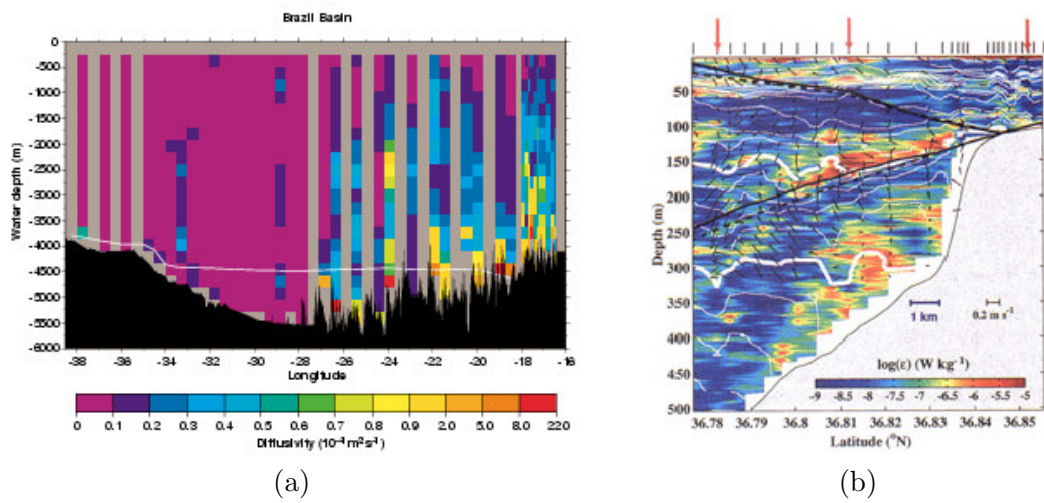 Brazil Basin
0
-500
-1000
-1500
-2000
-2500
-3000
-3500
-4000
-4500
-5000
-5500
-6000
Water depth (m)
-38 -36 -34 -32 -30 -28 -26 -24 -22 -20 -18 -16
Longitude
0 0.1 0.2 0.3 0.4 0.5 0.6 0.7 0.8 0.9 2.0 5.0 8.0 220
Diffusivity (10⁻⁴ m²s⁻¹)
(a)
50
100
150
200
250
300
350
400
450
500
Depth (m)
1 km
0.2 m s⁻¹
log(ε) (W kg⁻¹)
-9 -8.5 -8 -7.5 -7 -6.5 -6 -5.5 -5
36.78 36.79 36.8 36.81 36.82 36.83 36.84 36.85
Latitude (°N)
(b)